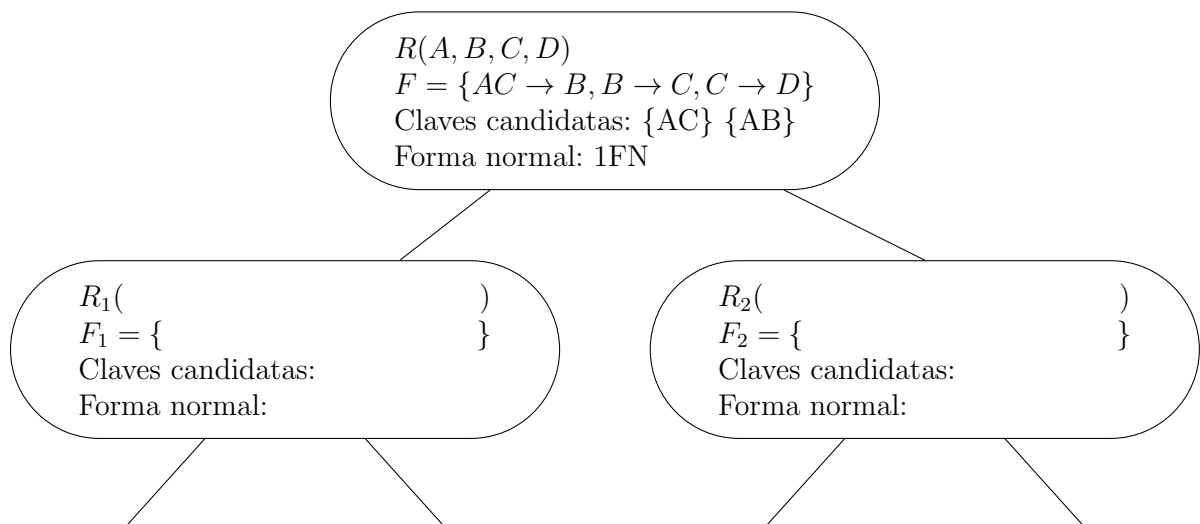 R(A, B, C, D)
F = {AC → B, B → C, C → D}
Claves candidatas: {AC} {AB}
Forma normal: 1FN
R₁( )
F₁ = { }
Claves candidatas:
Forma normal:
R₂( )
F₂ = { }
Claves candidatas:
Forma normal: